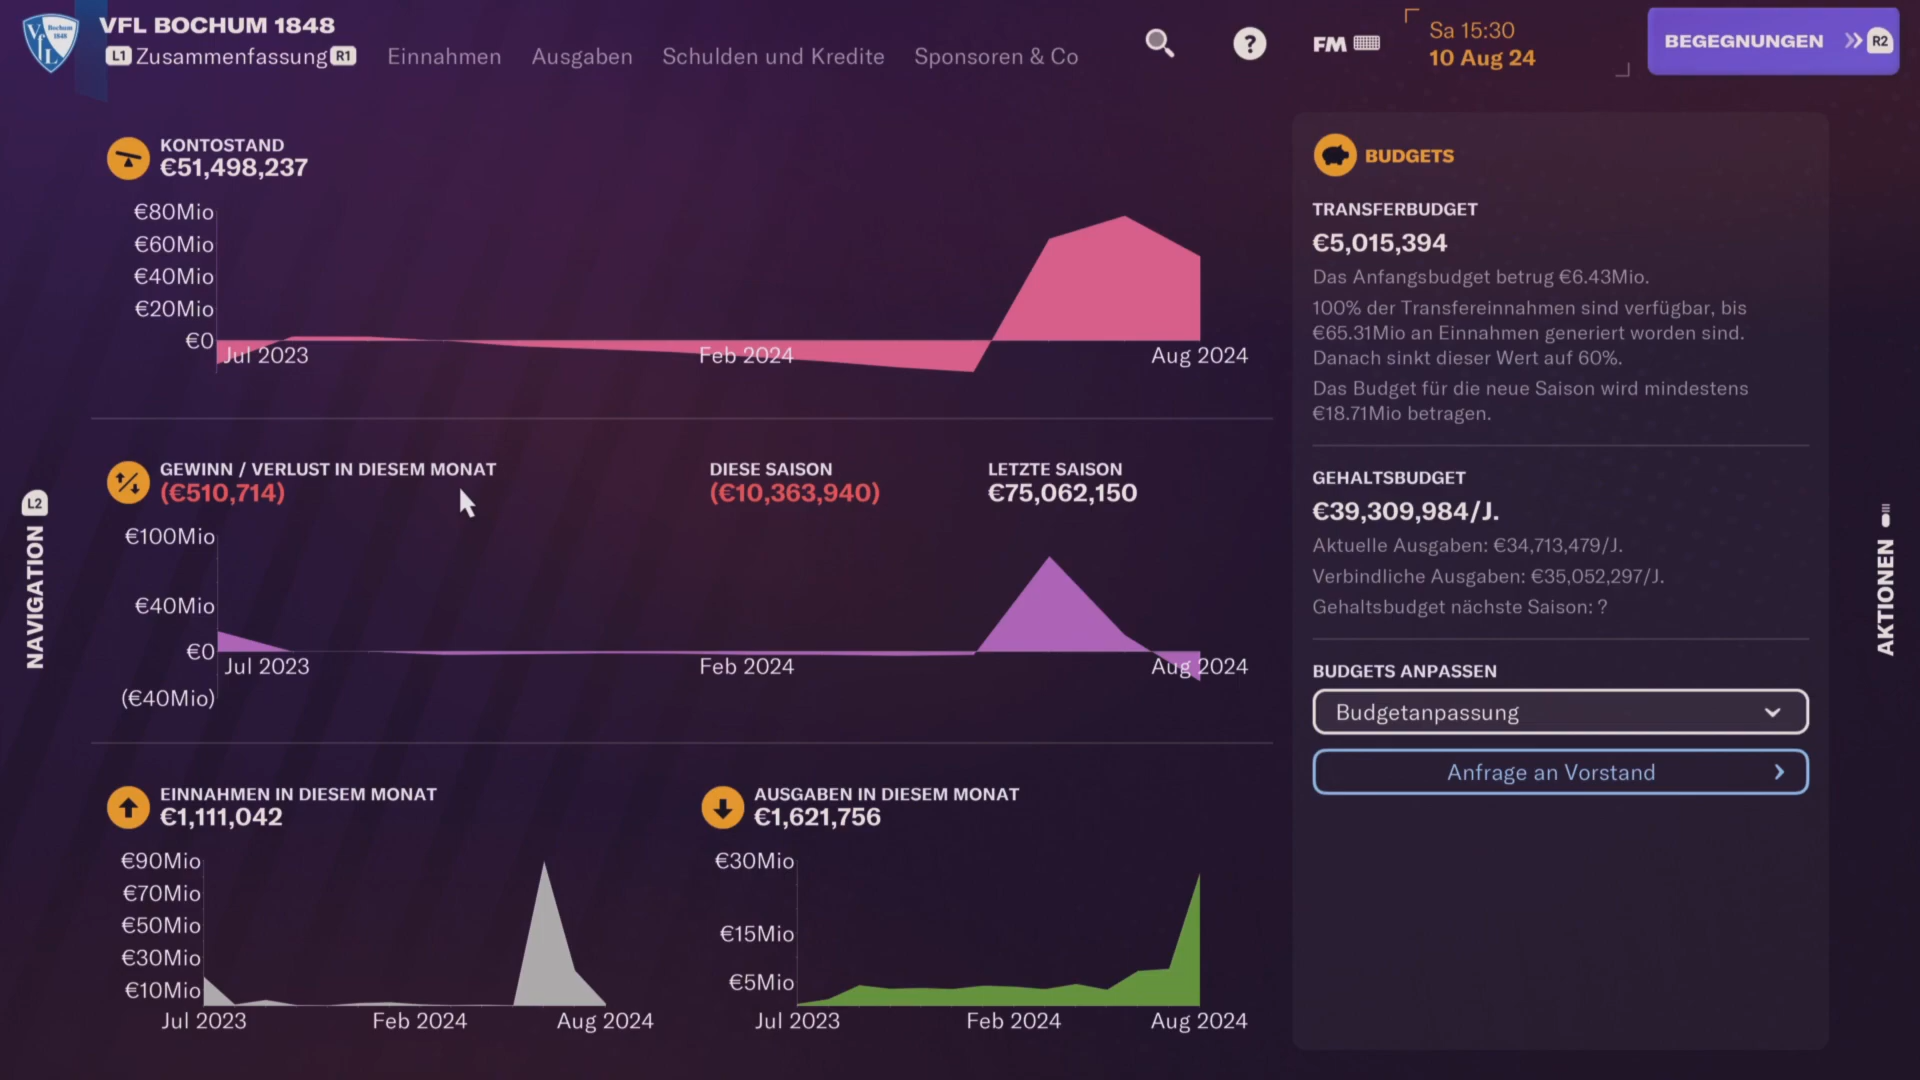 VFL BOCHUM 1848
L1 Zusammenfassung R1 Einnahmen Ausgaben Schulden und Kredite Sponsoren & Co
?
FM
Sa 15:30
10 Aug 24
BEGEGNUNGEN R2
VfL Bochum 1848
L2 NAVIGATION
KONTOSTAND
€51,498,237
€80Mio
€60Mio
€40Mio
€20Mio
€0
Jul 2023 Feb 2024 Aug 2024
GEWINN / VERLUST IN DIESEM MONAT
(€510,714)
DIESE SAISON
(€10,363,940)
LETZTE SAISON
€75,062,150
€100Mio
€40Mio
€0
(€40Mio)
Jul 2023 Feb 2024 Aug 2024
EINNAHMEN IN DIESEM MONAT
€1,111,042
€90Mio
€70Mio
€50Mio
€30Mio
€10Mio
Jul 2023 Feb 2024 Aug 2024
AUSGABEN IN DIESEM MONAT
€1,621,756
€30Mio
€15Mio
€5Mio
Jul 2023 Feb 2024 Aug 2024
BUDGETS
TRANSFERBUDGET
€5,015,394
Das Anfangsbudget betrug €6.43Mio.
100% der Transfereinnahmen sind verfügbar, bis
€65.31Mio an Einnahmen generiert worden sind.
Danach sinkt dieser Wert auf 60%.
Das Budget für die neue Saison wird mindestens
€18.71Mio betragen.
GEHALTSBUDGET
€39,309,984/J.
Aktuelle Ausgaben: €34,713,479/J.
Verbindliche Ausgaben: €35,052,297/J.
Gehaltsbudget nächste Saison: ?
BUDGETS ANPASSEN
Budgetanpassung
Anfrage an Vorstand
AKTIONEN